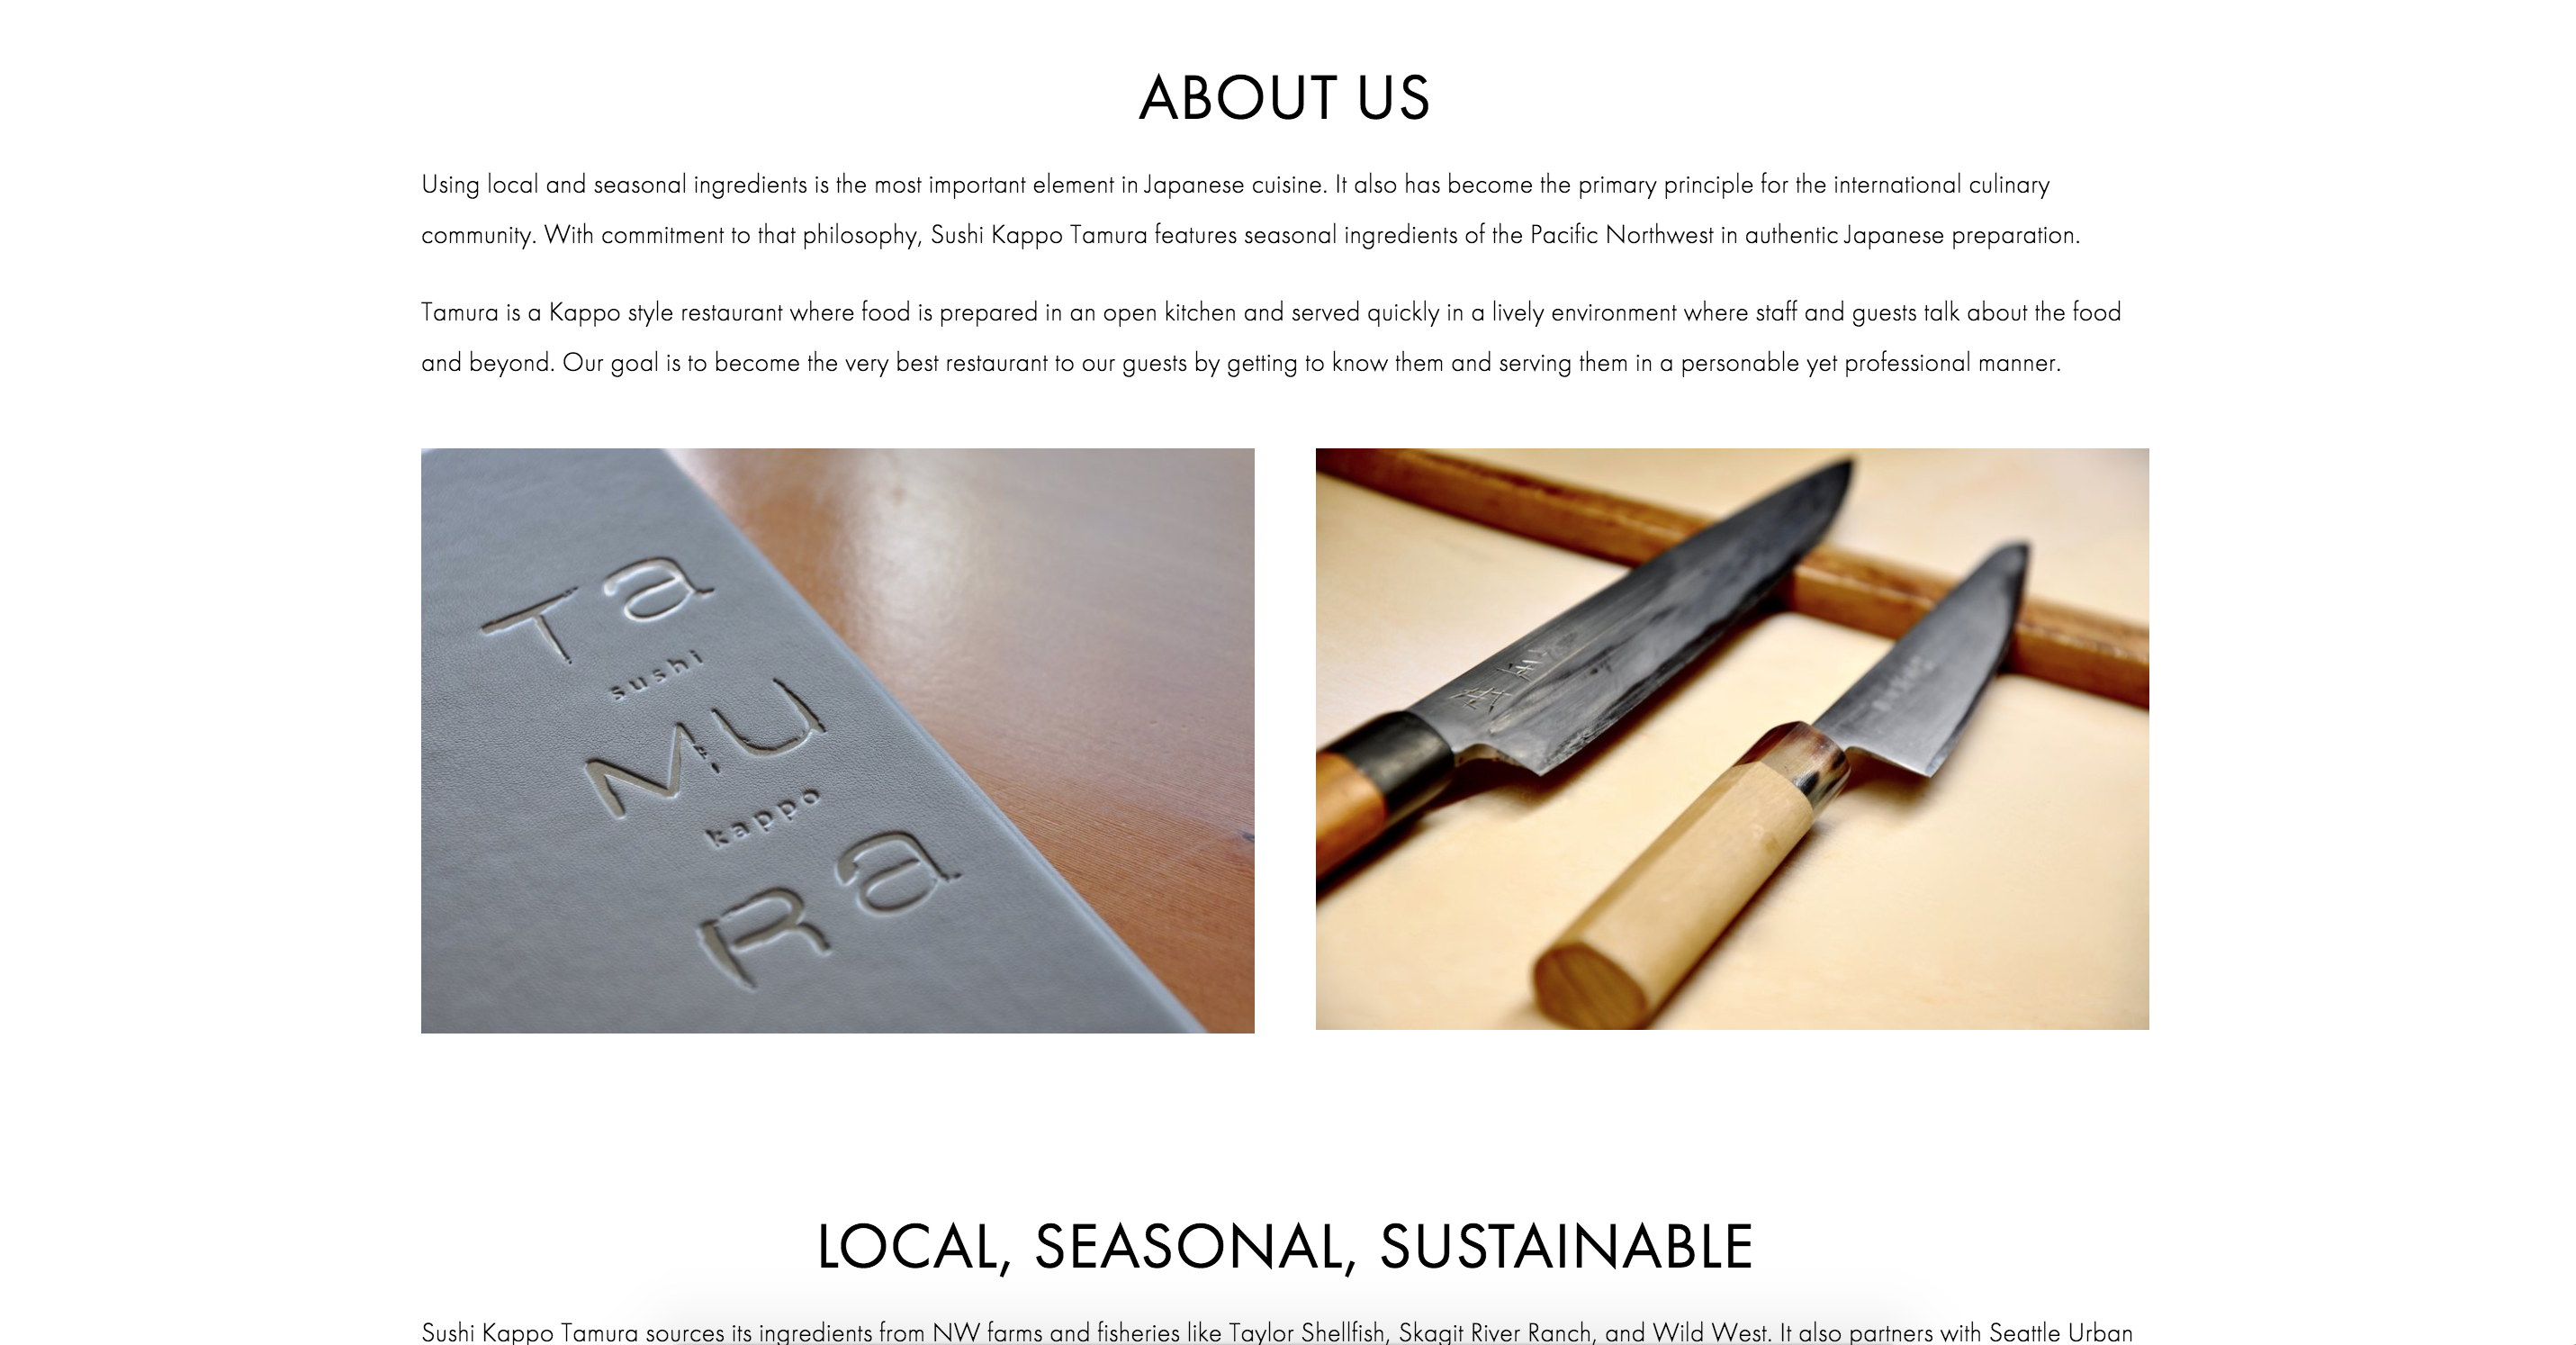 ABOUT US
Using local and seasonal ingredients is the most important element in Japanese cuisine. It also has become the primary principle for the international culinary
community. With commitment to that philosophy, Sushi Kappo Tamura features seasonal ingredients of the Pacific Northwest in authentic Japanese preparation.
Tamura is a Kappo style restaurant where food is prepared in an open kitchen and served quickly in a lively environment where staff and guests talk about the food
and beyond. Our goal is to become the very best restaurant to our guests by getting to know them and serving them in a personable yet professional manner.
Ta
sushi
MU
kappo
Ra
LOCAL, SEASONAL, SUSTAINABLE
Sushi Kappo Tamura sources its ingredients from NW farms and fisheries like Taylor Shellfish, Skagit River Ranch, and Wild West. It also partners with Seattle Urban